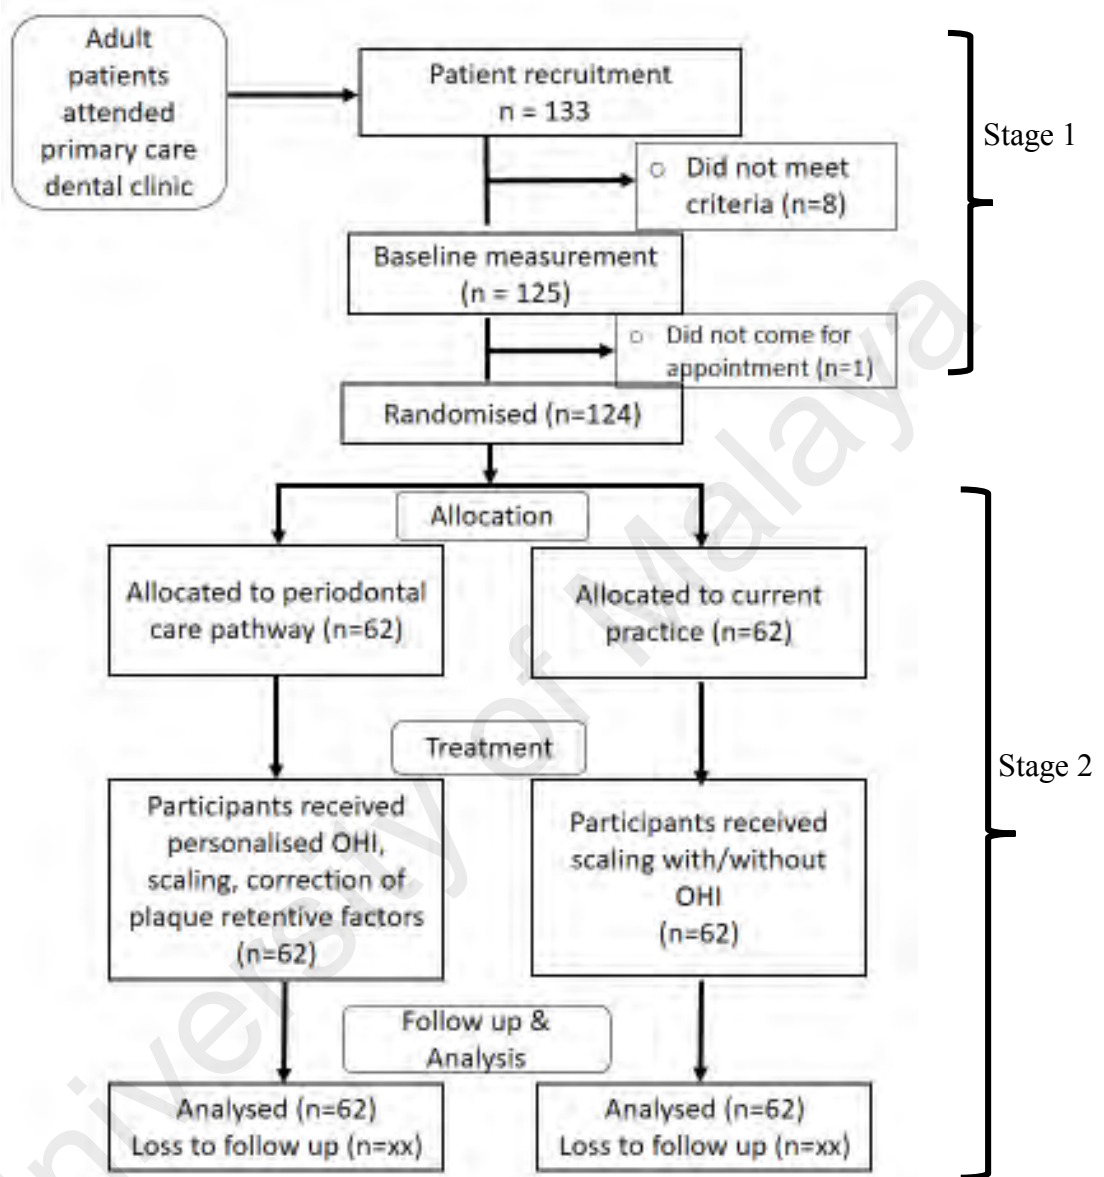 Adult
patients
attended
primary care
dental clinic
Patient recruitment
n = 133
Stage 1
○ Did not meet
criteria (n=8)
Baseline measurement
(n = 125)
○ Did not come for
appointment (n=1)
Randomised (n=124)
Allocation
Allocated to periodontal
care pathway (n=62)
Allocated to current
practice (n=62)
Treatment
Stage 2
Participants received
personalised OHI,
scaling, correction of
plaque retentive factors
(n=62)
Participants received
scaling with/without
OHI
(n=62)
Follow up &
Analysis
Analysed (n=62)
Loss to follow up (n=xx)
Analysed (n=62)
Loss to follow up (n=xx)
University of Malaya